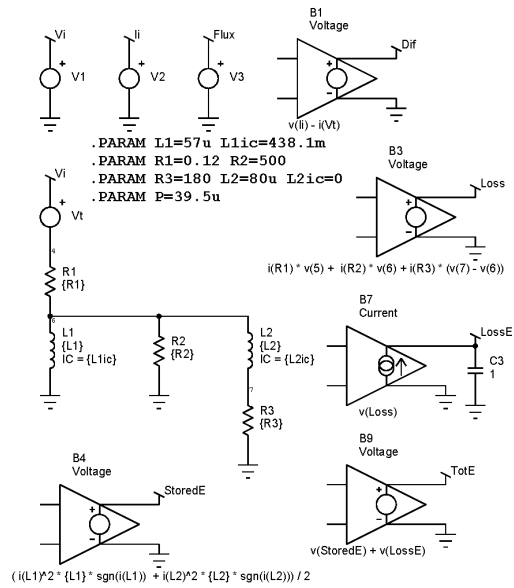 B1
Voltage
Vi
Ii
Flux
Dif
V1
V2
V3
v(Ii) - i(Vt)
.PARAM L1=57u L1ic=438.1m
.PARAM R1=0.12 R2=500
.PARAM R3=180 L2=80u L2ic=0
.PARAM P=39.5u
B3
Voltage
Vi
Loss
Vt
4
i(R1) * v(5) + i(R2) * v(6) + i(R3) * (v(7) - v(6))
R1
{R1}
B7
Current
6
L1
{L1}
IC = {L1ic}
R2
{R2}
L2
{L2}
IC = {L2ic}
LossE
C3
1
7
R3
{R3}
v(Loss)
B4
Voltage
B9
Voltage
StoredE
TotE
v(StoredE) + v(LossE)
( i(L1)^2 * {L1} * sgn(i(L1)) + i(L2)^2 * {L2} * sgn(i(L2))) / 2